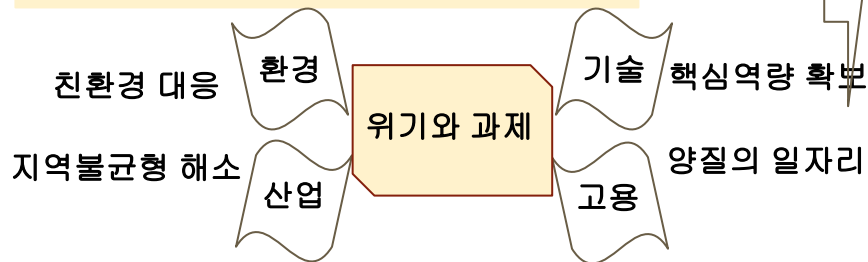 환경
기술
친환경 대응
핵심역량 확보
위기와 과제
지역불균형 해소
양질의 일자리
산업
고용